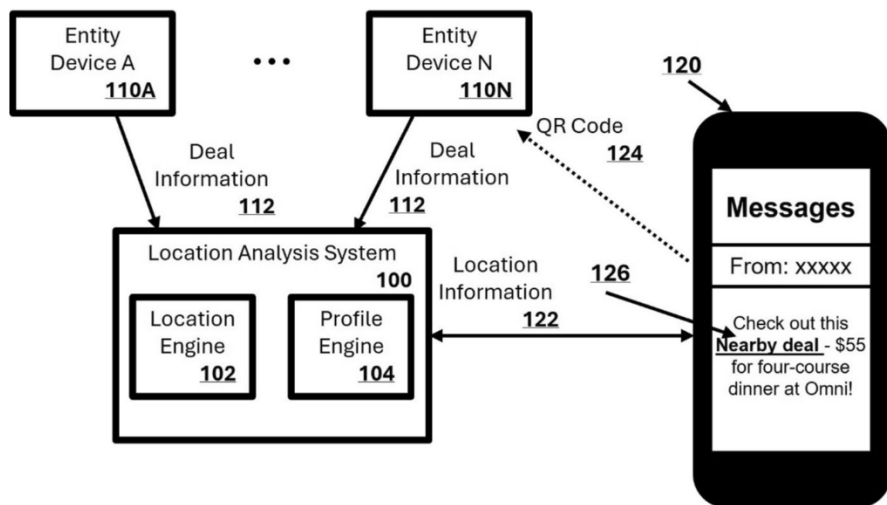 Entity
Device A
110A
•••
Entity
Device N
110N
120
QR Code
124
Deal
Information
112
Deal
Information
112
Location Analysis System
100
Location
Engine
102
Profile
Engine
104
Location
Information
122
126
Messages
From: xxxxx
Check out this
Nearby deal - $55
for four-course
dinner at Omni!